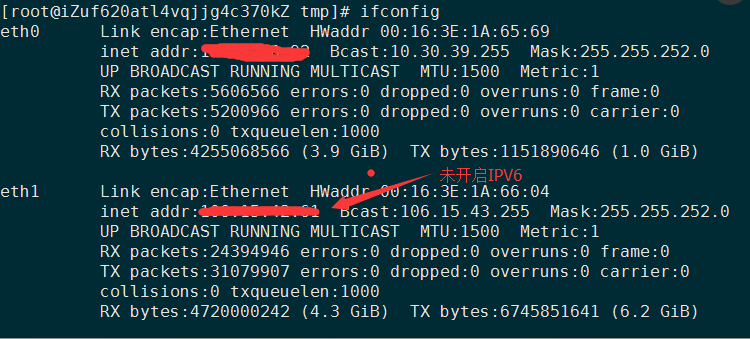 [root@iZuf620atl4vqjjg4c370kZ tmp]# ifconfig
eth0 Link encap:Ethernet HWaddr 00:16:3E:1A:65:69
inet addr: Bcast:10.30.39.255 Mask:255.255.252.0
UP BROADCAST RUNNING MULTICAST MTU:1500 Metric:1
RX packets:5606566 errors:0 dropped:0 overruns:0 frame:0
TX packets:5200966 errors:0 dropped:0 overruns:0 carrier:0
collisions:0 txqueuelen:1000
RX bytes:4255068566 (3.9 GiB) TX bytes:1151890646 (1.0 GiB)
未开启IPV6
eth1 Link encap:Ethernet HWaddr 00:16:3E:1A:66:04
inet addr: Bcast:106.15.43.255 Mask:255.255.252.0
UP BROADCAST RUNNING MULTICAST MTU:1500 Metric:1
RX packets:24394946 errors:0 dropped:0 overruns:0 frame:0
TX packets:31079907 errors:0 dropped:0 overruns:0 carrier:0
collisions:0 txqueuelen:1000
RX bytes:4720000242 (4.3 GiB) TX bytes:6745851641 (6.2 GiB)